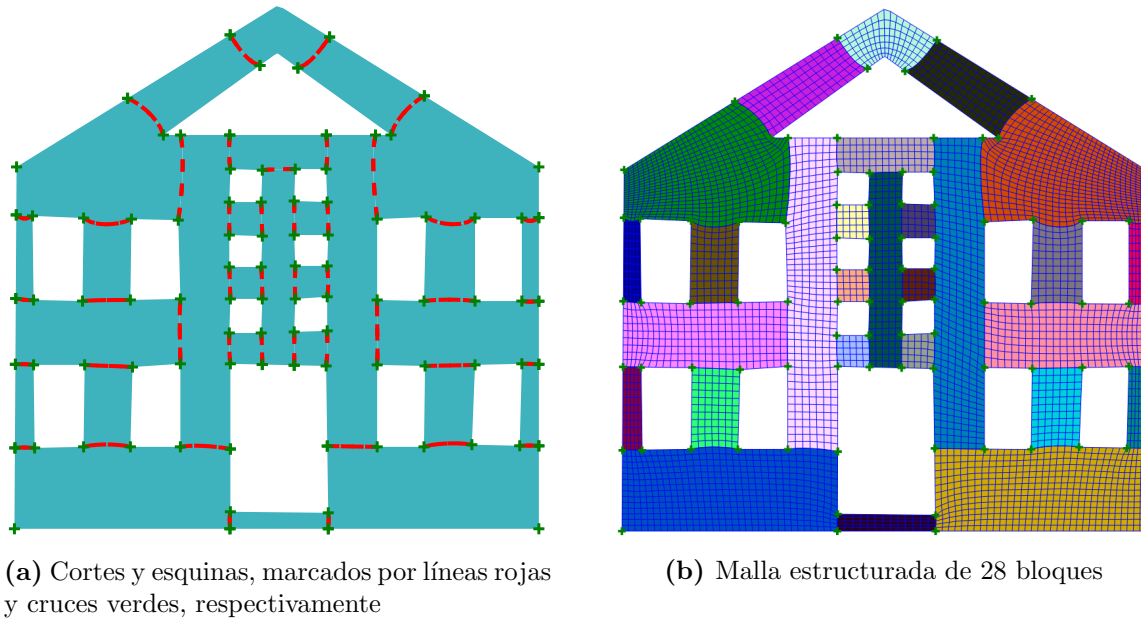 (a) Cortes y esquinas, marcados por líneas rojas
y cruces verdes, respectivamente
(b) Malla estructurada de 28 bloques